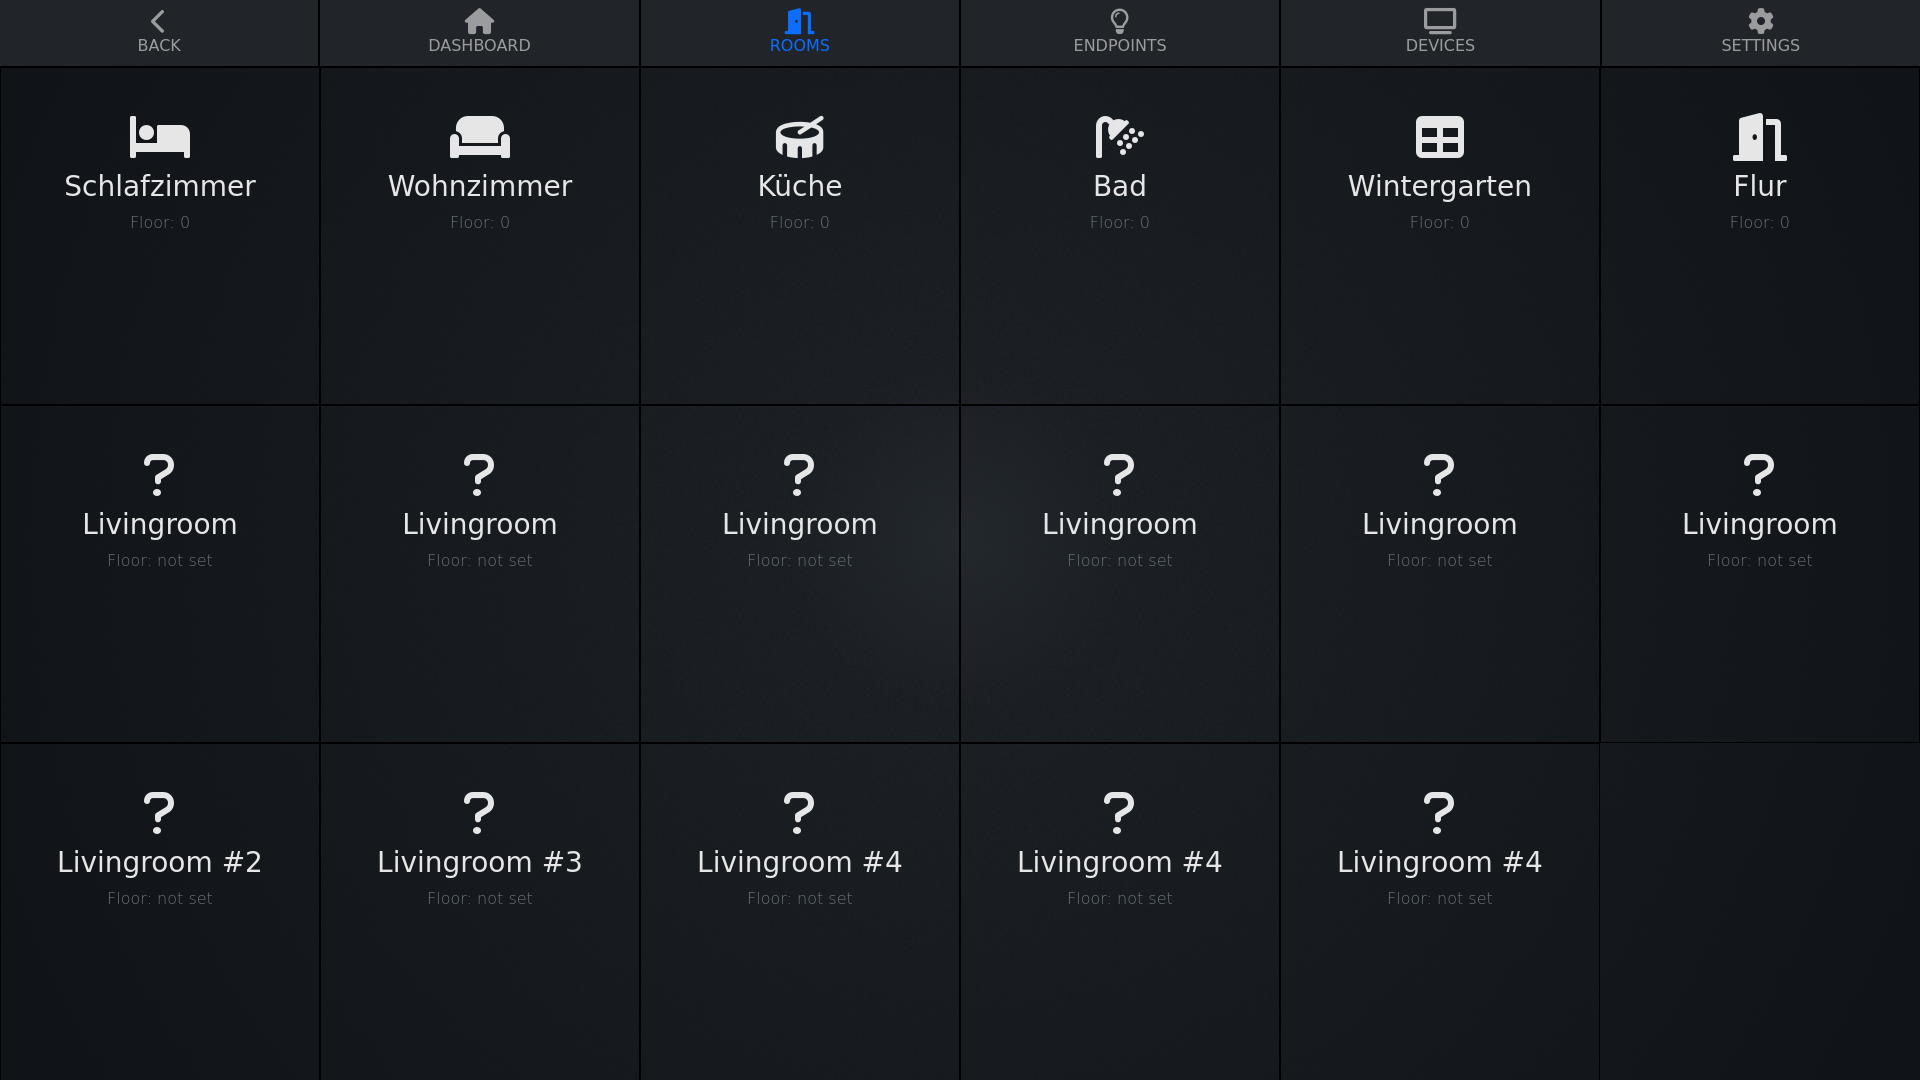 BACK
DASHBOARD
ROOMS
ENDPOINTS
DEVICES
SETTINGS
Schlafzimmer
Floor: 0
Wohnzimmer
Floor: 0
Küche
Floor: 0
Bad
Floor: 0
Wintergarten
Floor: 0
Flur
Floor: 0
Livingroom
Floor: not set
Livingroom
Floor: not set
Livingroom
Floor: not set
Livingroom
Floor: not set
Livingroom
Floor: not set
Livingroom
Floor: not set
Livingroom #2
Floor: not set
Livingroom #3
Floor: not set
Livingroom #4
Floor: not set
Livingroom #4
Floor: not set
Livingroom #4
Floor: not set